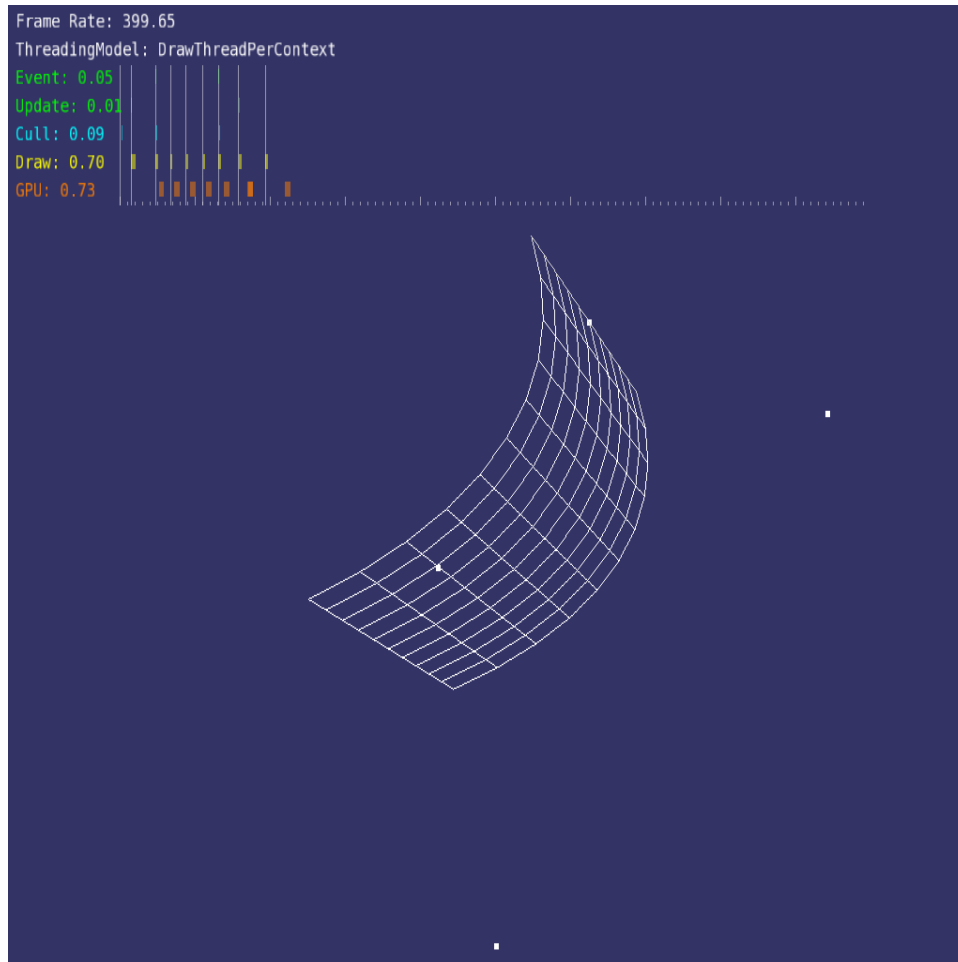 Frame Rate: 399.65
ThreadingModel: DrawThreadPerContext
Event: 0.05
Update: 0.01
Cull: 0.09
Draw: 0.70
GPU: 0.73